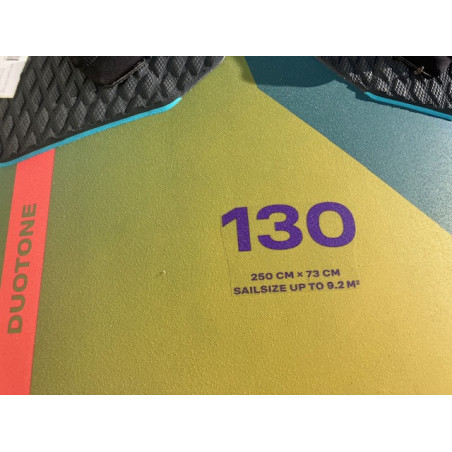 DUOTONE
130
250 CM × 73 CM
SAILSIZE UP TO 9.2 M²